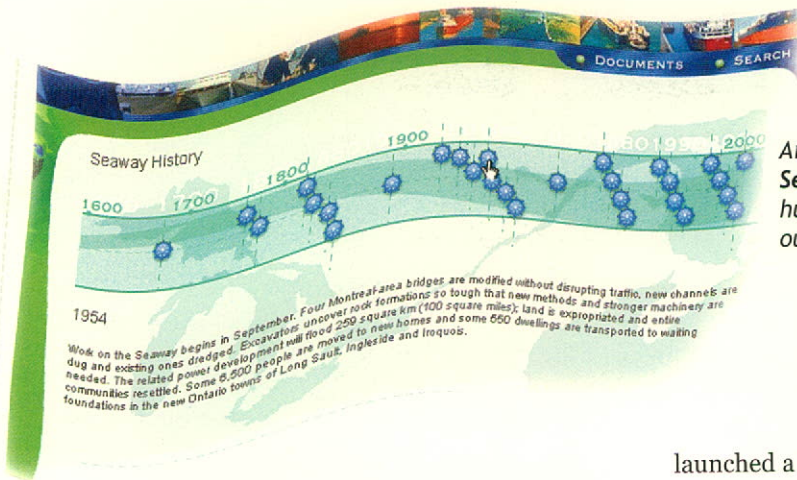 DOCUMENTS
SEARCH
Seaway History
1600
1700
1800
1900
2000
1954
Work on the Seaway begins in September. Four Montreal-area bridges are modified without disrupting traffic, new channels are
dug and existing ones dredged. Excavators uncover rock formations so tough that new methods and stronger machinery are
needed. The related power development will flood 259 square km (100 square miles); land is expropriated and entire
communities resettled. Some 6,500 people are moved to new homes and some 550 dwellings are transported to waiting
foundations in the new Ontario towns of Long Sault, Ingleside and Iroquois.
launched a